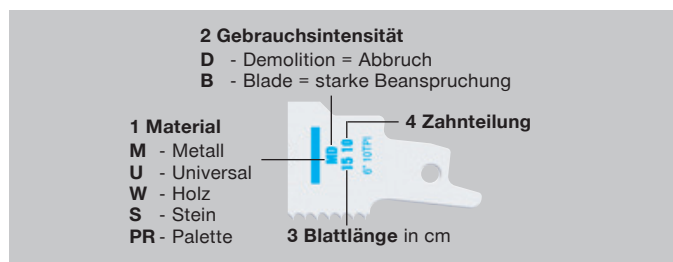 2 Gebrauchsintensität
D - Demolition = Abbruch
B - Blade = starke Beanspruchung
1 Material
M - Metall
U - Universal
W - Holz
S - Stein
PR - Palette
4 Zahnteilung
MD
15 10
6" 10TPI
3 Blattlänge in cm